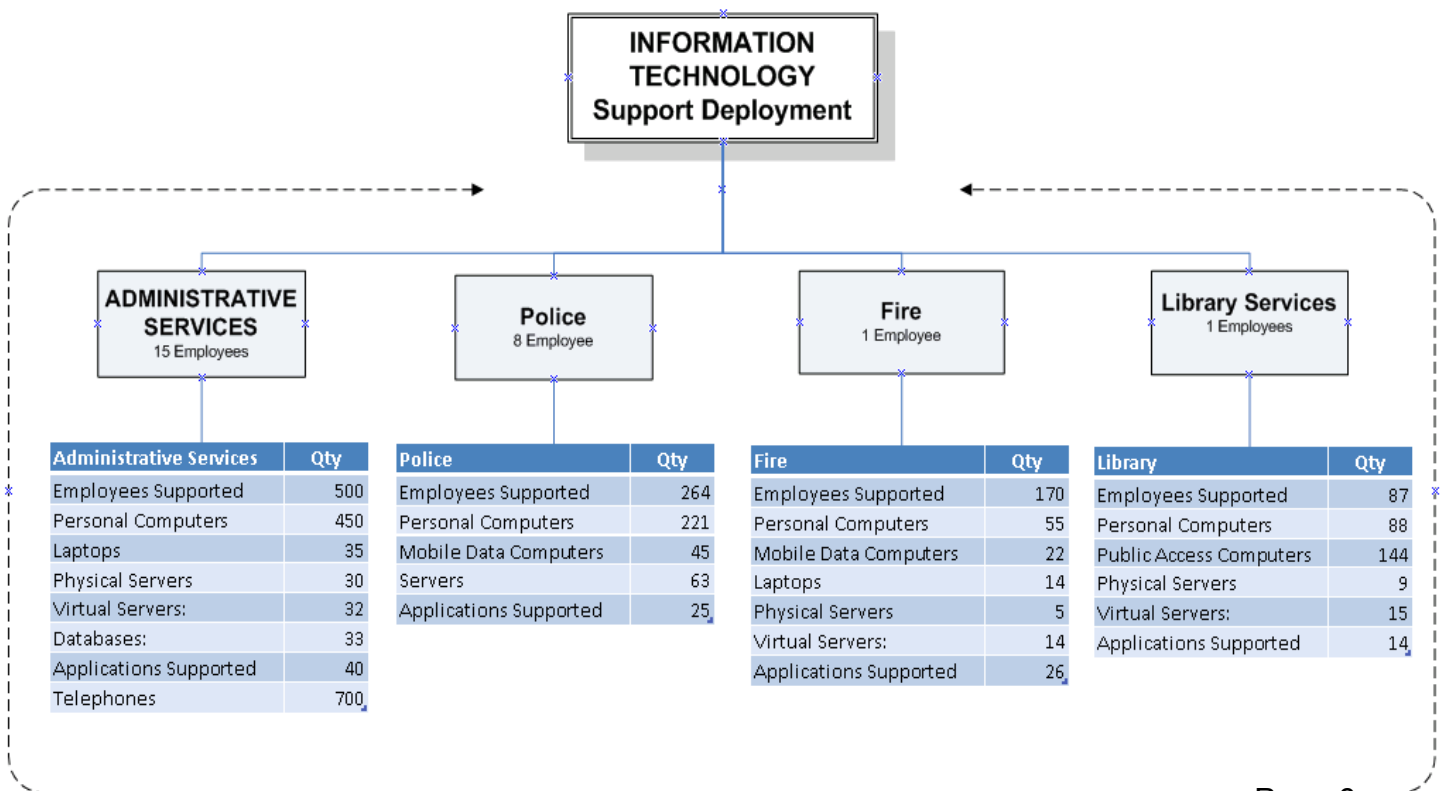 INFORMATION
TECHNOLOGY
Support Deployment
ADMINISTRATIVE
SERVICES
15 Employees
Police
8 Employee
Fire
1 Employee
Library Services
1 Employees
Administrative Services Qty
Employees Supported 500
Personal Computers 450
Laptops 35
Physical Servers 30
Virtual Servers: 32
Databases: 33
Applications Supported 40
Telephones 700
Police Qty
Employees Supported 264
Personal Computers 221
Mobile Data Computers 45
Servers 63
Applications Supported 25
Fire Qty
Employees Supported 170
Personal Computers 55
Mobile Data Computers 22
Laptops 14
Physical Servers 5
Virtual Servers: 14
Applications Supported 26
Library Qty
Employees Supported 87
Personal Computers 88
Public Access Computers 144
Physical Servers 9
Virtual Servers: 15
Applications Supported 14